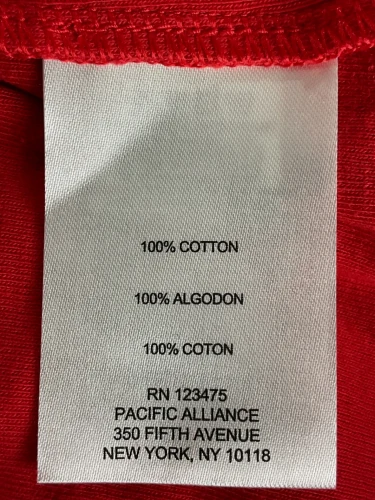 100% COTTON
100% ALGODON
100% COTON
RN 123475
PACIFIC ALLIANCE
350 FIFTH AVENUE
NEW YORK, NY 10118